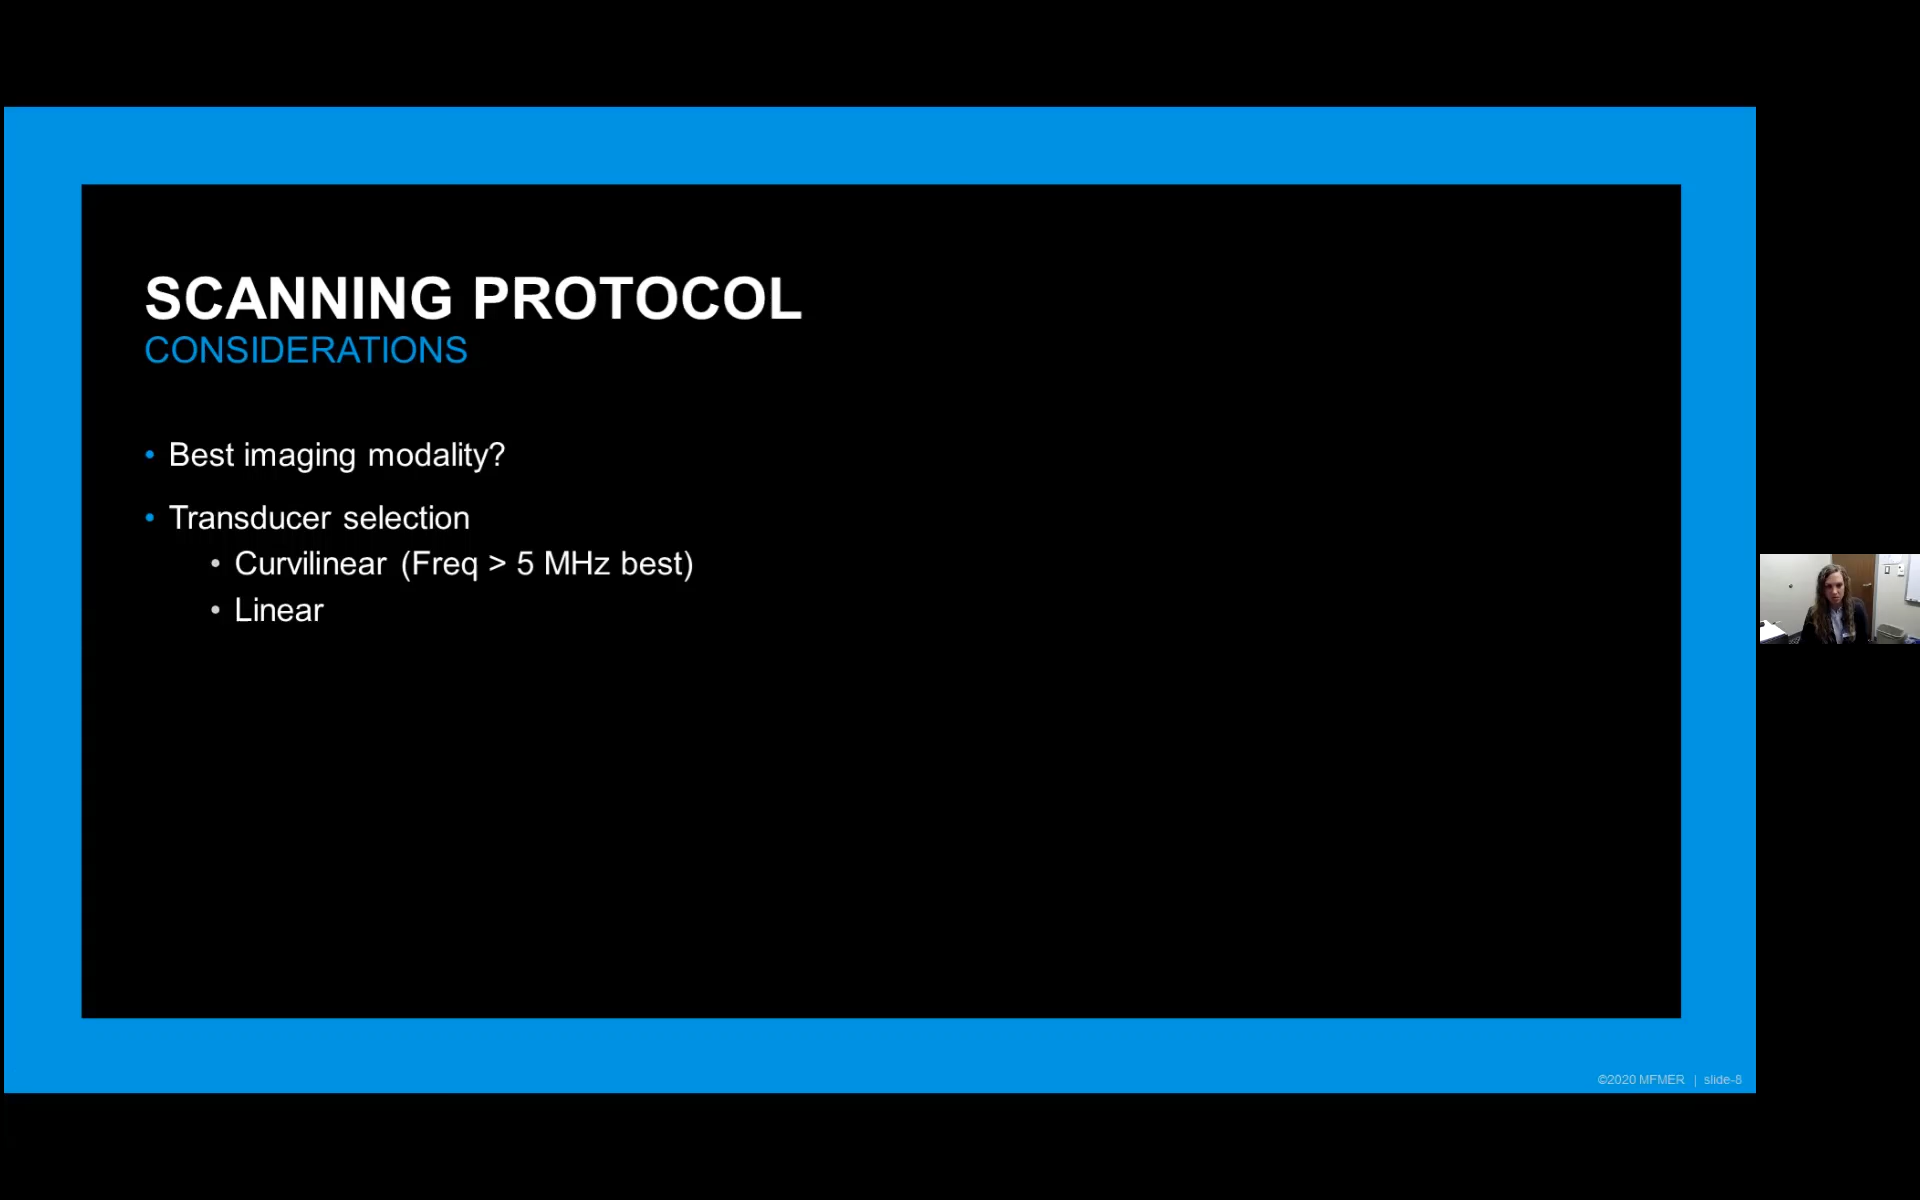 SCANNING PROTOCOL
CONSIDERATIONS
• Best imaging modality?
• Transducer selection
• Curvilinear (Freq > 5 MHz best)
• Linear
©2020 MFMER | slide-8